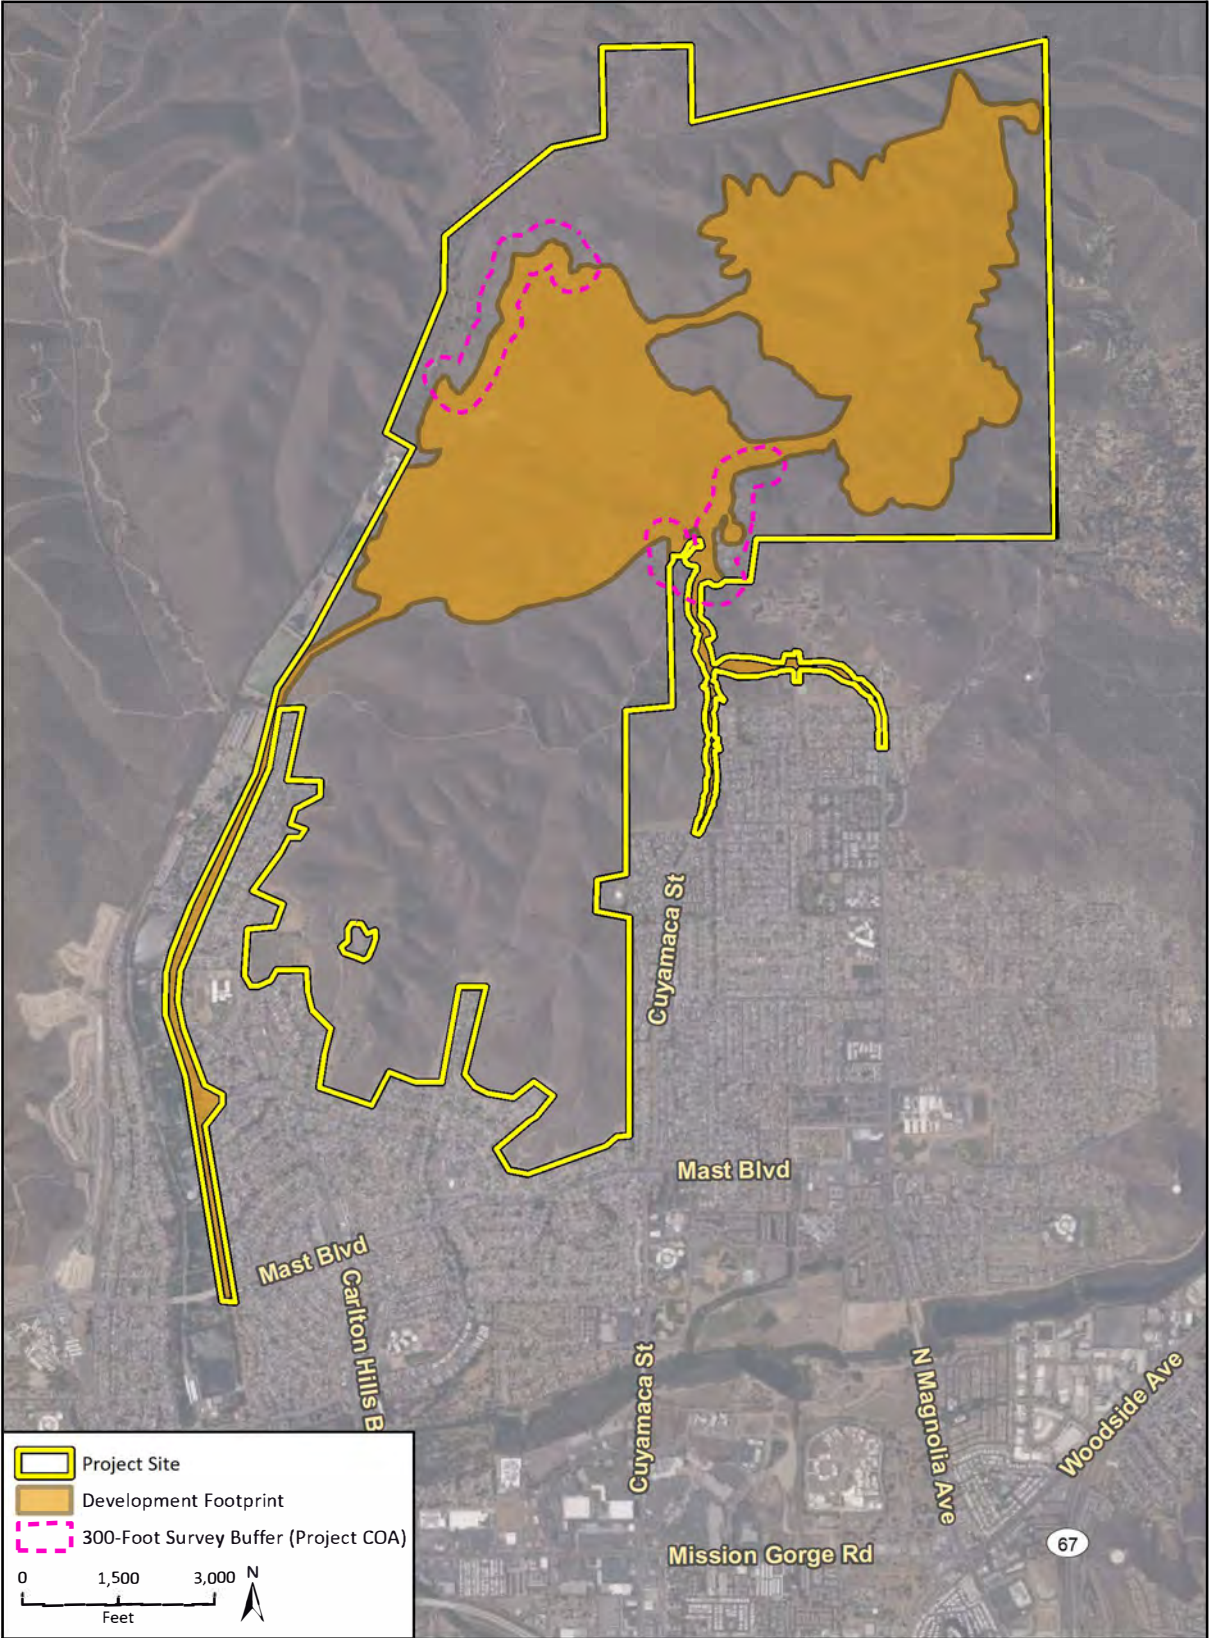 Cuyamaca St
Mast Blvd
Mast Blvd
Carlton Hills B
Cuyamaca St
N Magnolia Ave
Woodside Ave
Mission Gorge Rd
67
Project Site
Development Footprint
300-Foot Survey Buffer (Project COA)
0 1,500 3,000 N
Feet